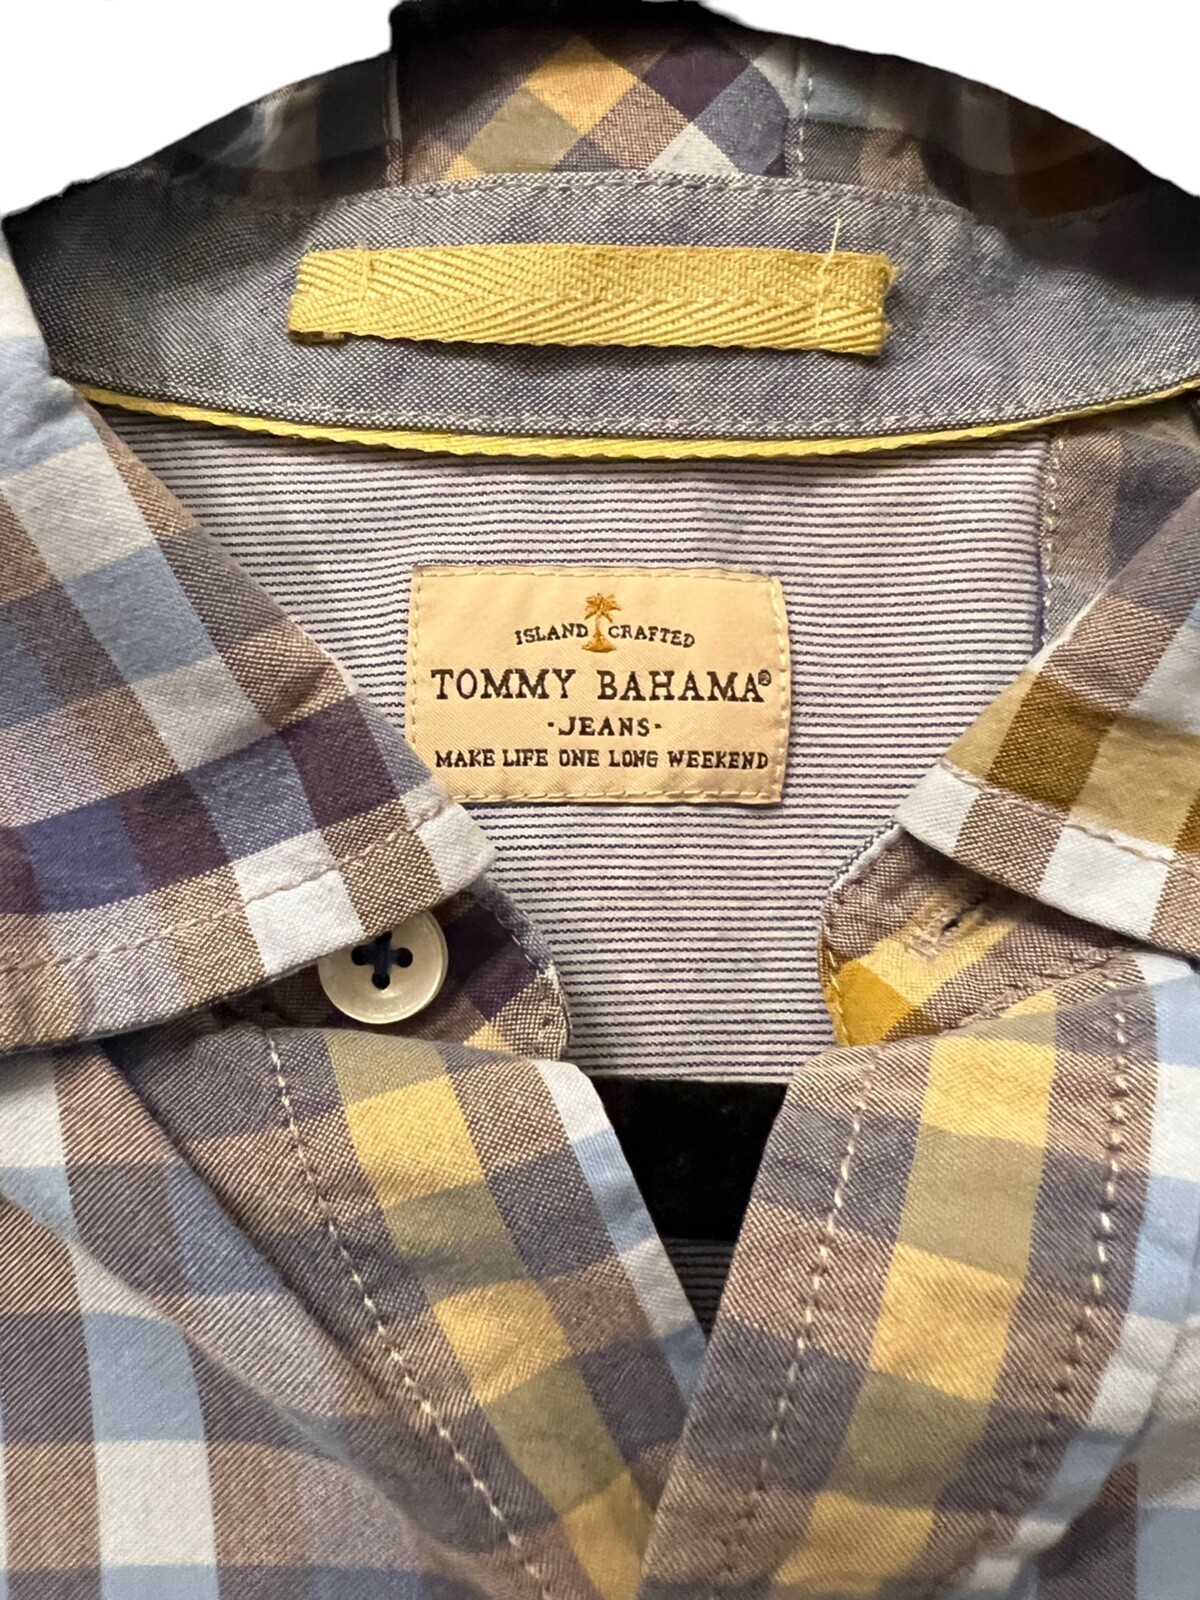 ISLAND CRAFTED
TOMMY BAHAMA®
-JEANS-
MAKE LIFE ONE LONG WEEKEND